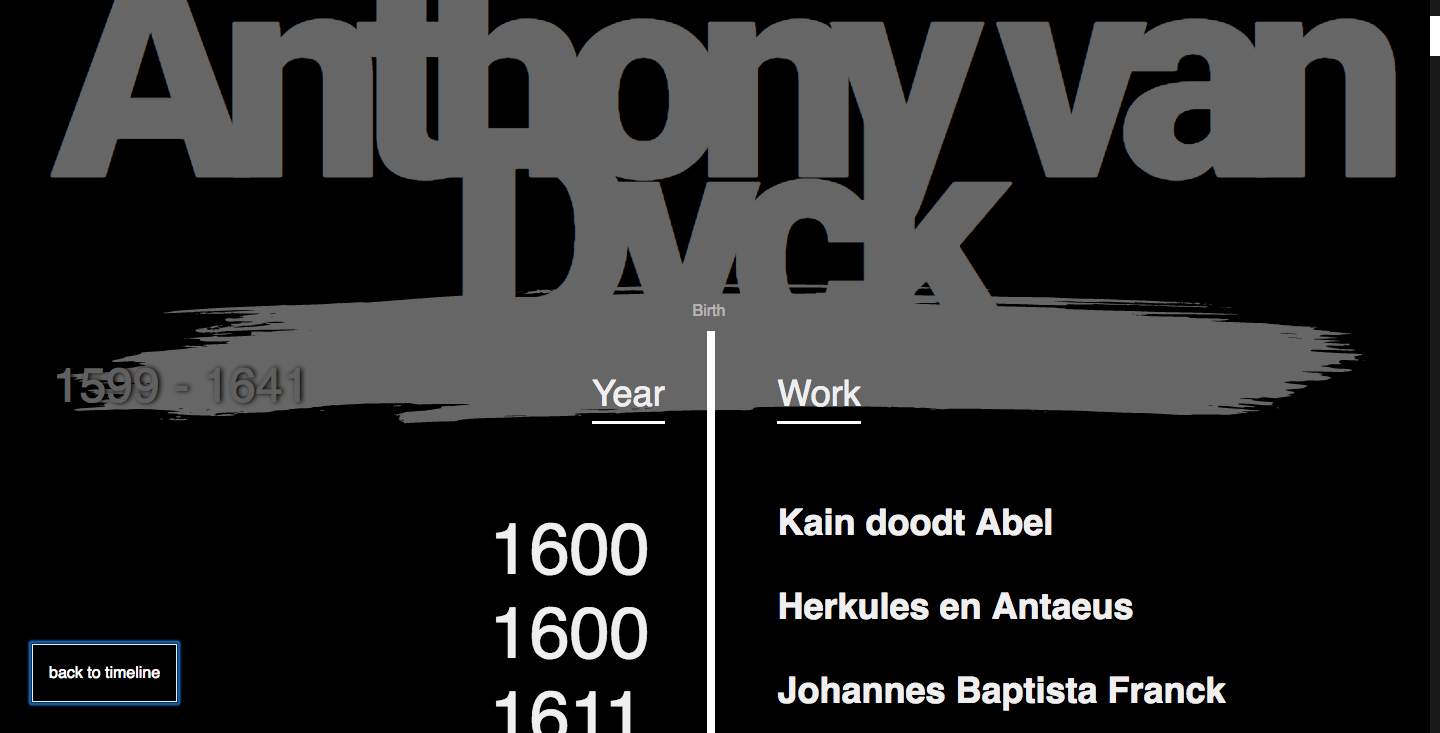 Anthony van
Dyck
Birth
1599 - 1641
Year
Work
1600
Kain doodt Abel
1600
Herkules en Antaeus
1611
Johannes Baptista Franck
back to timeline